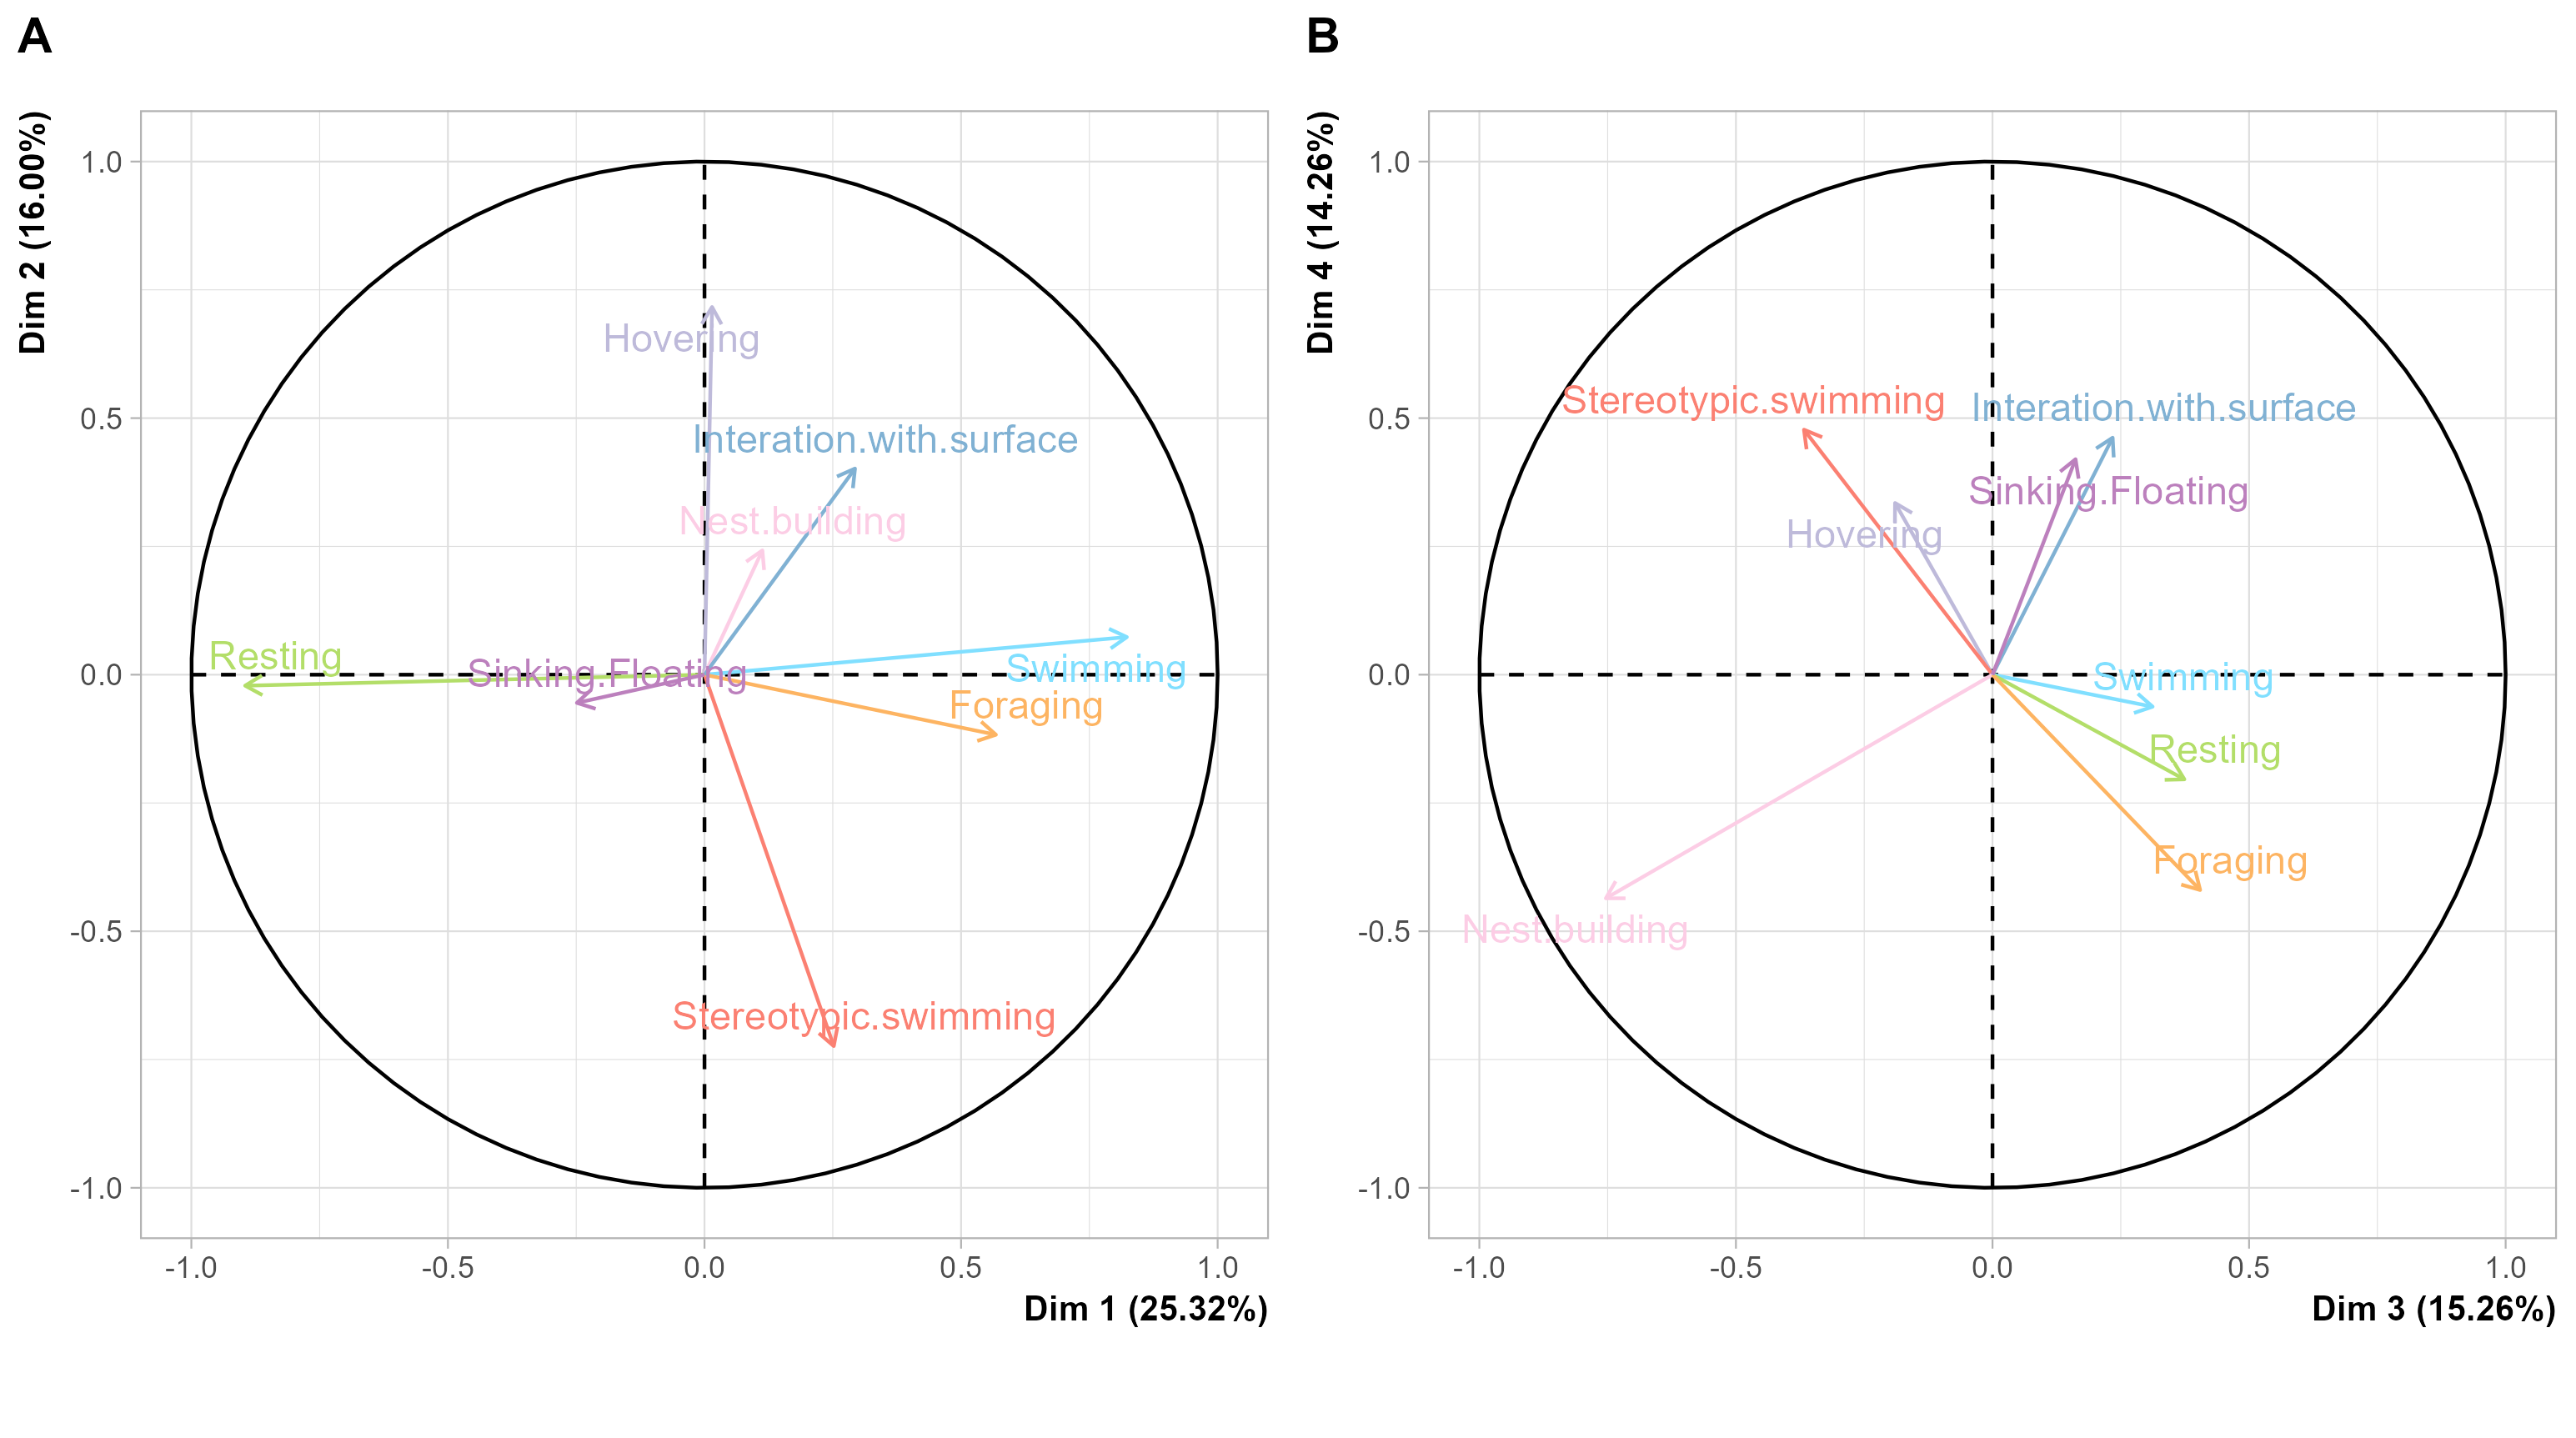 A
Dim 2 (16.00%)
1.0
0.5
0.0
-0.5
-1.0
Hovering
Interation.with.surface
Nest.building
Resting
Sinking.Floating
Swimming
Foraging
Stereotypic.swimming
-1.0
-0.5
0.0
0.5
1.0
Dim 1 (25.32%)
B
Dim 4 (14.26%)
1.0
0.5
0.0
-0.5
-1.0
Stereotypic.swimming
Interation.with.surface
Sinking.Floating
Hovering
Swimming
Resting
Foraging
Nest.building
-1.0
-0.5
0.0
0.5
1.0
Dim 3 (15.26%)